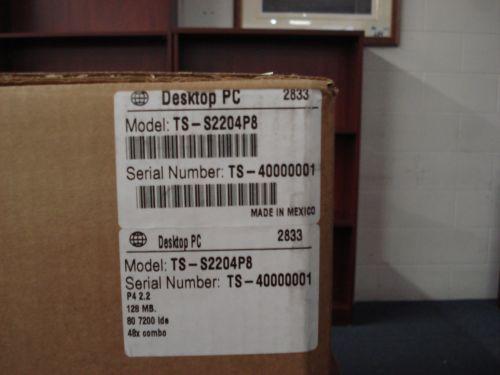 Desktop PC 2833
Model: TS-S2204P8
Serial Number: TS-40000001
MADE IN MEXICO
Desktop PC 2833
Model: TS-S2204P8
Serial Number: TS-40000001
P4 2.2
128 MB.
80 7200 ide
48x combo